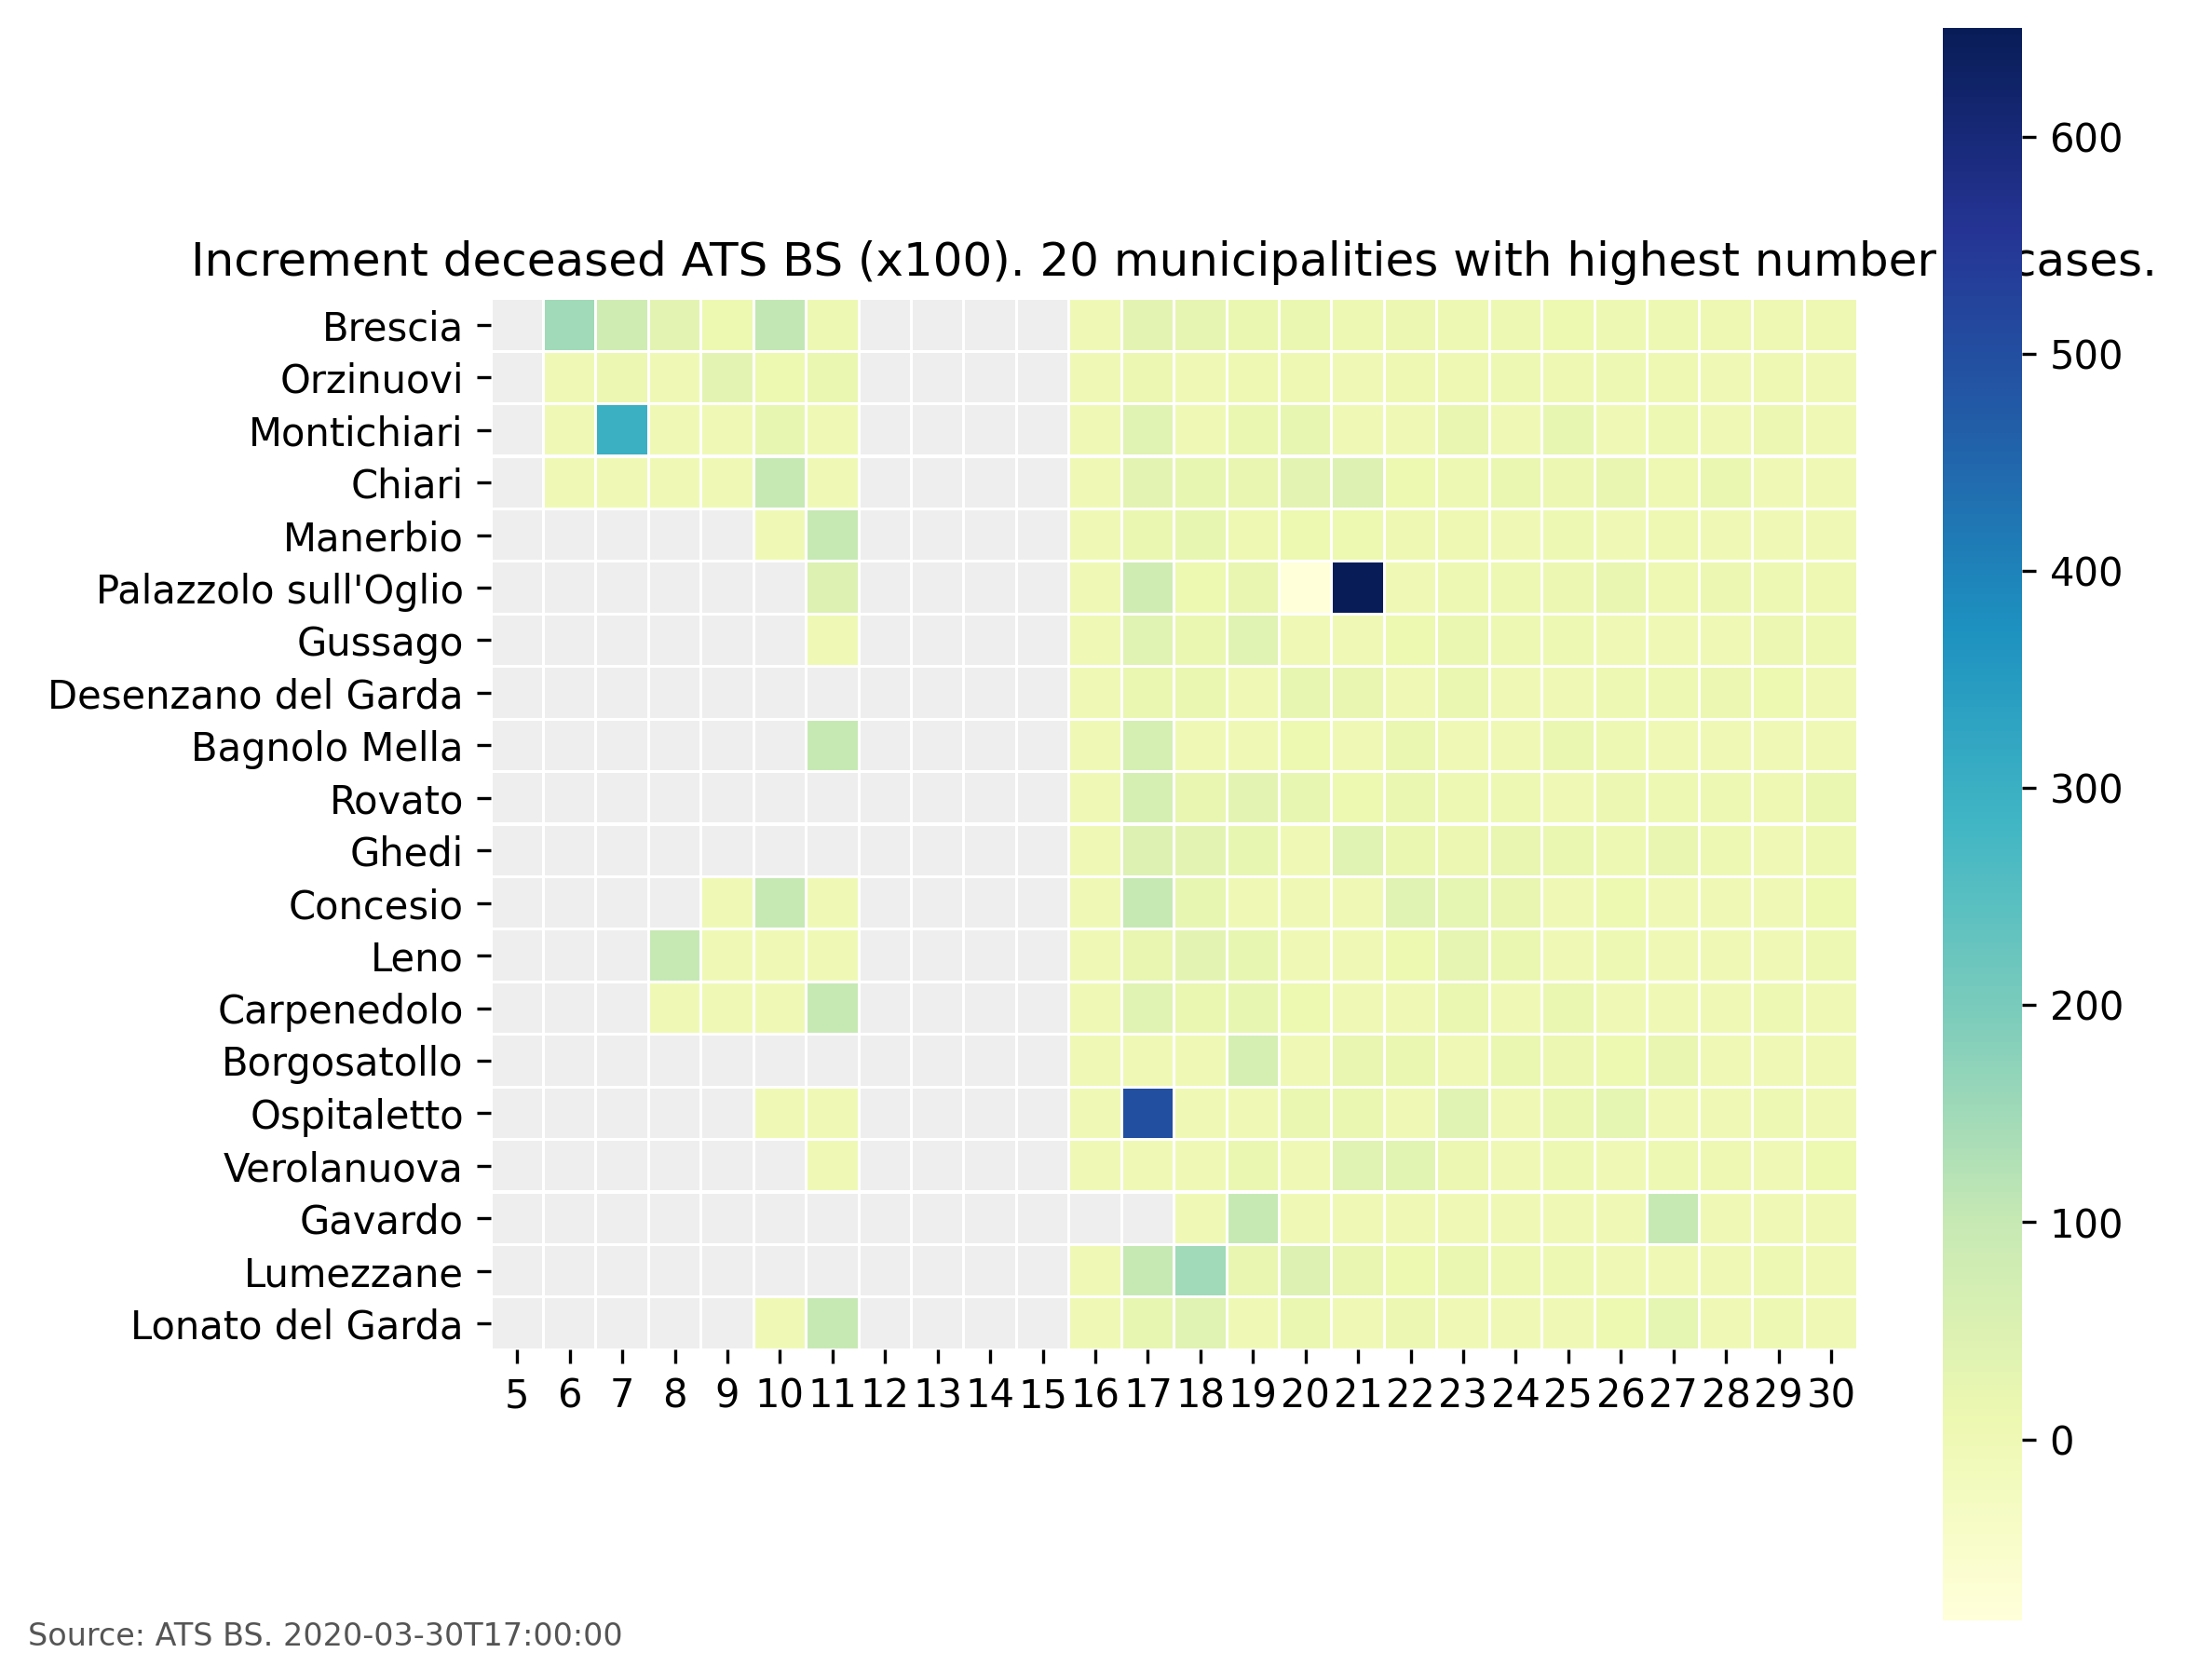 Increment deceased ATS BS (x100). 20 municipalities with highest number cases.
Brescia
Orzinuovi
Montichiari
Chiari
Manerbio
Palazzolo sull'Oglio
Gussago
Desenzano del Garda
Bagnolo Mella
Rovato
Ghedi
Concesio
Leno
Carpenedolo
Borgosatollo
Ospitaletto
Verolanuova
Gavardo
Lumezzane
Lonato del Garda
5 6 7 8 9 10 11 12 13 14 15 16 17 18 19 20 21 22 23 24 25 26 27 28 29 30
600
500
400
300
200
100
0
Source: ATS BS. 2020-03-30T17:00:00